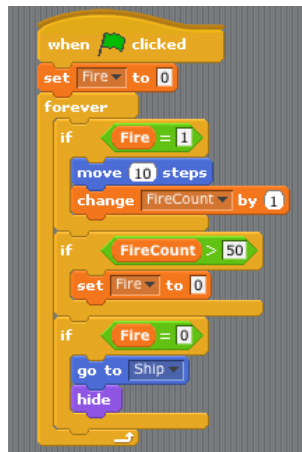 when clicked
set Fire to 0
forever
if Fire = 1
move 10 steps
change FireCount by 1
if FireCount > 50
set Fire to 0
if Fire = 0
go to Ship
hide